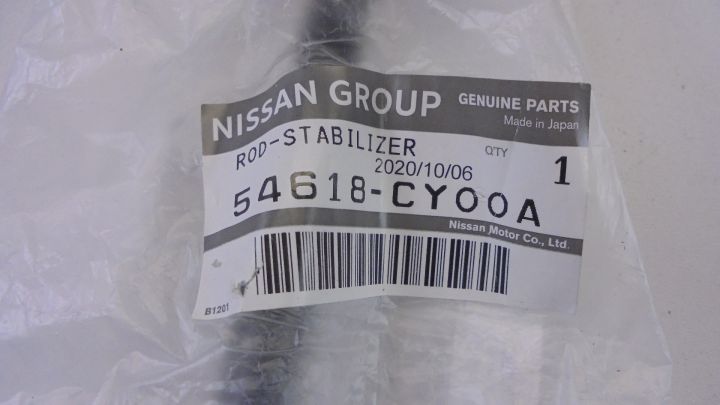 NISSAN GROUP GENUINE PARTS
Made in Japan
ROD-STABILIZER Q'TY
2020/10/06 1
54618-CY00A
Nissan Motor Co., Ltd.
B1201